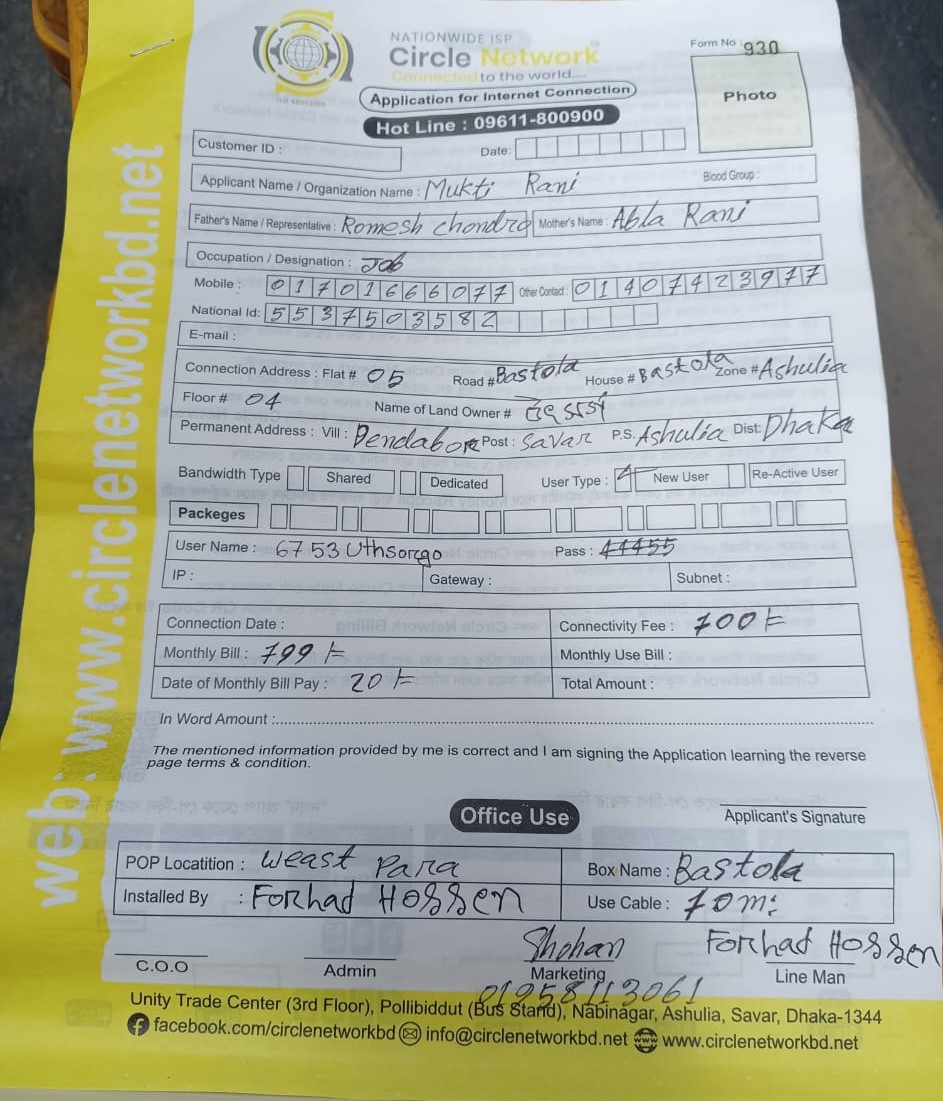 NATIONWIDE ISP
Circle Network
Connected to the world....
Application for Internet Connection
Hot Line : 09611-800900
Form No : 930
Photo
Customer ID :
Date:
Applicant Name / Organization Name : Mukti Rani Blood Group :
Father's Name / Representative : Romesh chondro Mother's Name : Abla Rani
Occupation / Designation : Job
Mobile : 01701666077 Other Contact : 01407423977
National Id: 5537503582
E-mail :
Connection Address : Flat # 05 Road # Bastola House # Bastola Zone # Ashulia
Floor # 04 Name of Land Owner #
Permanent Address : Vill : Dendabor Post : Savar P.S. Ashulia Dist: Dhaka
Bandwidth Type Shared Dedicated User Type : New User Re-Active User
Packeges
User Name : 6753 Uthsorgo Pass : 44455
IP : Gateway : Subnet :
Connection Date : Connectivity Fee : 700/=
Monthly Bill : 799/= Monthly Use Bill :
Date of Monthly Bill Pay : 20/= Total Amount :
In Word Amount :
The mentioned information provided by me is correct and I am signing the Application learning the reverse
page terms & condition.
Office Use
Applicant's Signature
POP Locatition : weast para Box Name : Bastola
Installed By : Forhad Hossen Use Cable : 70m:
Shohan Forhad Hossen
C.O.O Admin Marketing Line Man
01958113061
Unity Trade Center (3rd Floor), Pollibiddut (Bus Stand), Nabinagar, Ashulia, Savar, Dhaka-1344
facebook.com/circlenetworkbd info@circlenetworkbd.net www.circlenetworkbd.net
web: www.circlenetworkbd.net